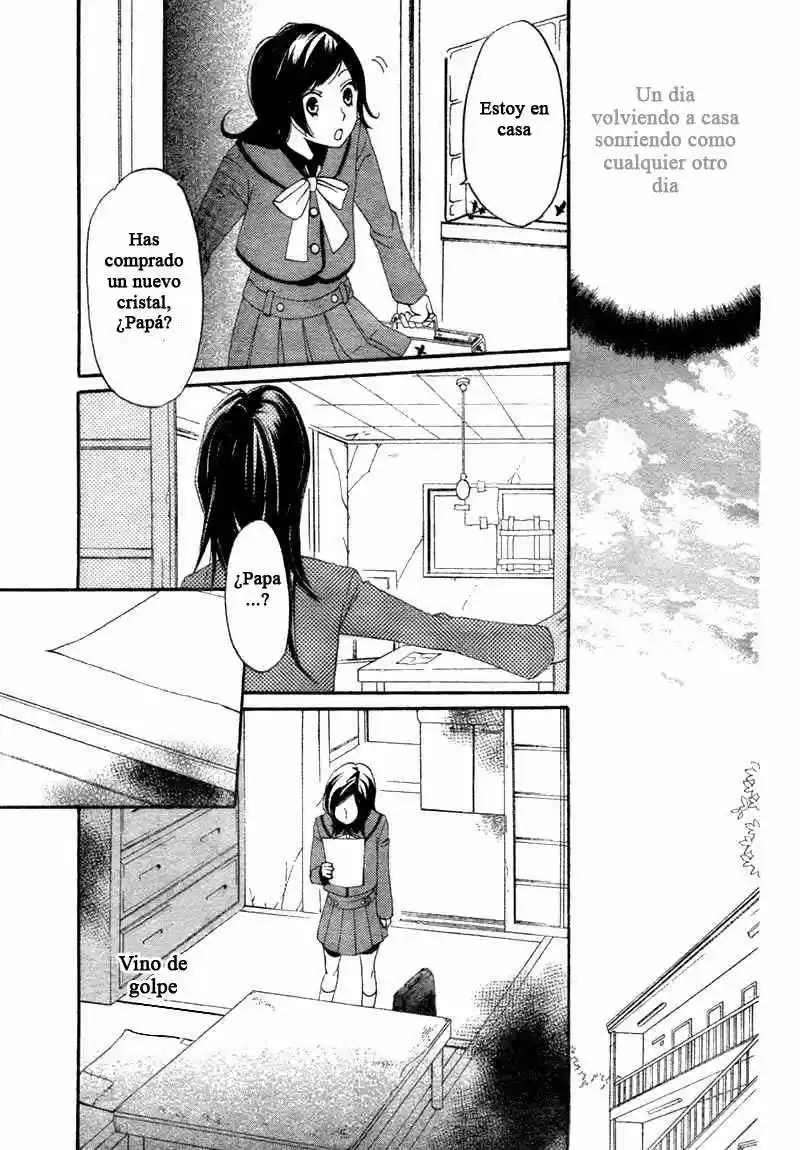 Un dia
volviendo a casa
sonriendo como
cualquier otro
dia
Estoy en
casa
Has
comprado
un nuevo
cristal,
¿Papá?
¿Papa
...?
Vino de
golpe